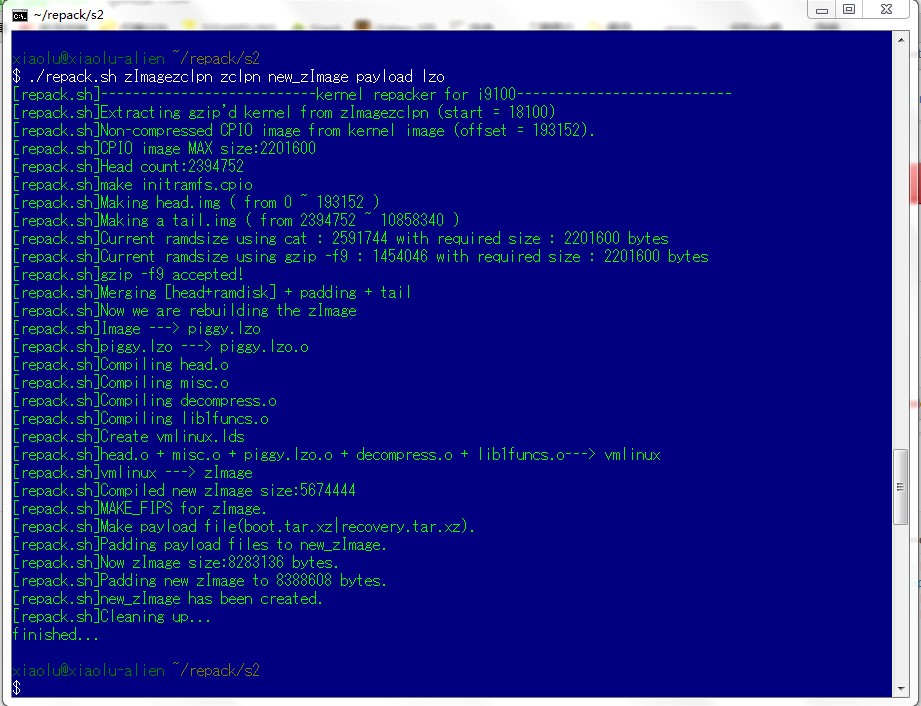 ~/repack/s2
xiaolu@xiaolu-alien ~/repack/s2
$ ./repack.sh zImagezclpn zclpn new_zImage payload lzo
[repack.sh]---------------------------kernel repacker for i9100---------------------------
[repack.sh]Extracting gzip'd kernel from zImagezclpn (start = 18100)
[repack.sh]Non-compressed CPIO image from kernel image (offset = 193152).
[repack.sh]CPIO image MAX size:2201600
[repack.sh]Head count:2394752
[repack.sh]make initramfs.cpio
[repack.sh]Making head.img ( from 0 ~ 193152 )
[repack.sh]Making a tail.img ( from 2394752 ~ 10858340 )
[repack.sh]Current ramdsize using cat : 2591744 with required size : 2201600 bytes
[repack.sh]Current ramdsize using gzip -f9 : 1454046 with required size : 2201600 bytes
[repack.sh]gzip -f9 accepted!
[repack.sh]Merging [head+ramdisk] + padding + tail
[repack.sh]Now we are rebuilding the zImage
[repack.sh]Image ---> piggy.lzo
[repack.sh]piggy.lzo ---> piggy.lzo.o
[repack.sh]Compiling head.o
[repack.sh]Compiling misc.o
[repack.sh]Compiling decompress.o
[repack.sh]Compiling lib1funcs.o
[repack.sh]Create vmlinux.lds
[repack.sh]head.o + misc.o + piggy.lzo.o + decompress.o + lib1funcs.o---> vmlinux
[repack.sh]vmlinux ---> zImage
[repack.sh]Compiled new zImage size:5674444
[repack.sh]MAKE_FIPS for zImage.
[repack.sh]Make payload file(boot.tar.xz|recovery.tar.xz).
[repack.sh]Padding payload files to new_zImage.
[repack.sh]Now zImage size:8283136 bytes.
[repack.sh]Padding new zImage to 8388608 bytes.
[repack.sh]new_zImage has been created.
[repack.sh]Cleaning up...
finished...
xiaolu@xiaolu-alien ~/repack/s2
$